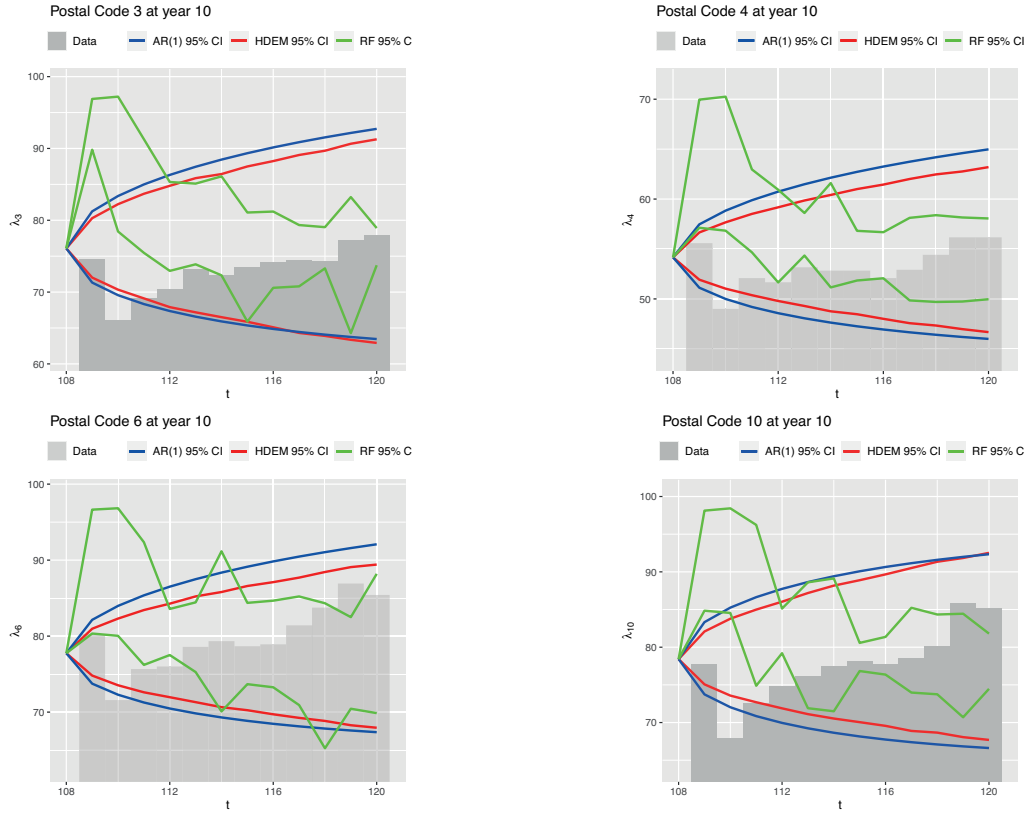 Postal Code 3 at year 10
Data AR(1) 95% CI HDEM 95% CI RF 95% C
100
90
80
70
60
λ3
108 112 116 120
t
Postal Code 4 at year 10
Data AR(1) 95% CI HDEM 95% CI RF 95% CI
70
60
50
λ4
108 112 116 120
t
Postal Code 6 at year 10
Data AR(1) 95% CI HDEM 95% CI RF 95% C
100
90
80
70
λ6
108 112 116 120
t
Postal Code 10 at year 10
Data AR(1) 95% CI HDEM 95% CI RF 95% CI
100
90
80
70
λ10
108 112 116 120
t